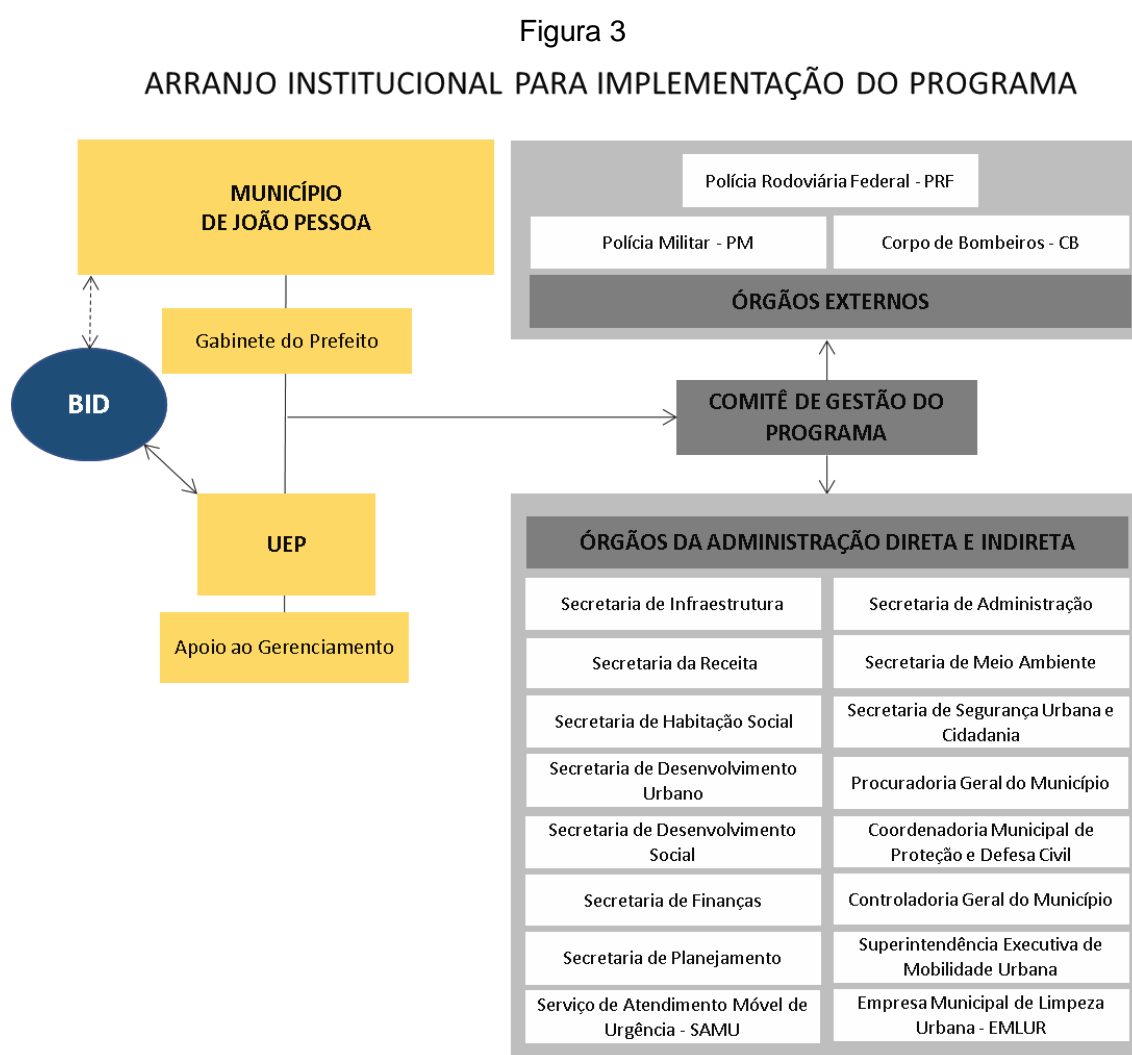 Figura 3
ARRANJO INSTITUCIONAL PARA IMPLEMENTAÇÃO DO PROGRAMA
MUNICÍPIO
DE JOÃO PESSOA
Gabinete do Prefeito
BID
UEP
Apoio ao Gerenciamento
Polícia Rodoviária Federal - PRF
Polícia Militar - PM
Corpo de Bombeiros - CB
ÓRGÃOS EXTERNOS
COMITÊ DE GESTÃO DO
PROGRAMA
ÓRGÃOS DA ADMINISTRAÇÃO DIRETA E INDIRETA
Secretaria de Infraestrutura
Secretaria de Administração
Secretaria da Receita
Secretaria de Meio Ambiente
Secretaria de Habitação Social
Secretaria de Segurança Urbana e
Cidadania
Secretaria de Desenvolvimento
Urbano
Procuradoria Geral do Município
Secretaria de Desenvolvimento
Social
Coordenadoria Municipal de
Proteção e Defesa Civil
Secretaria de Finanças
Controladoria Geral do Município
Secretaria de Planejamento
Superintendência Executiva de
Mobilidade Urbana
Serviço de Atendimento Móvel de
Urgência - SAMU
Empresa Municipal de Limpeza
Urbana - EMLUR